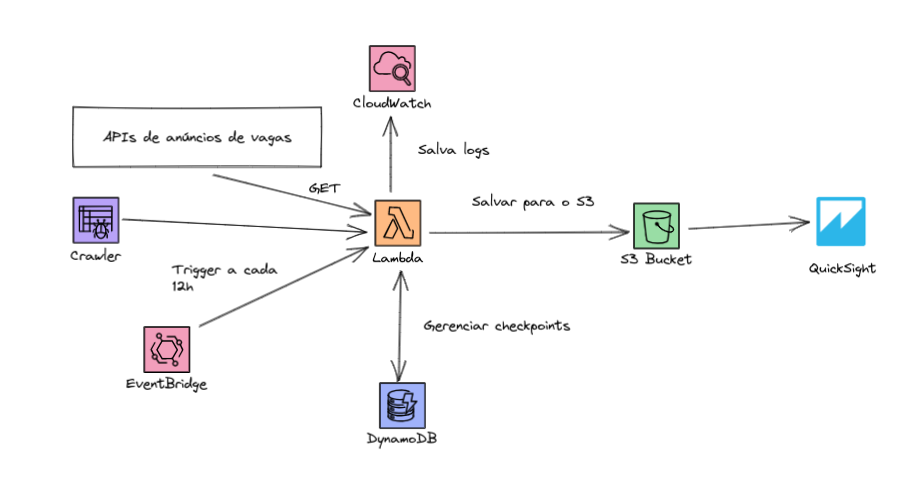 CloudWatch
APIs de anúncios de vagas
Salva logs
GET
Salvar para o S3
Crawler
Lambda
S3 Bucket
QuickSight
Trigger a cada
12h
Gerenciar checkpoints
EventBridge
DynamoDB